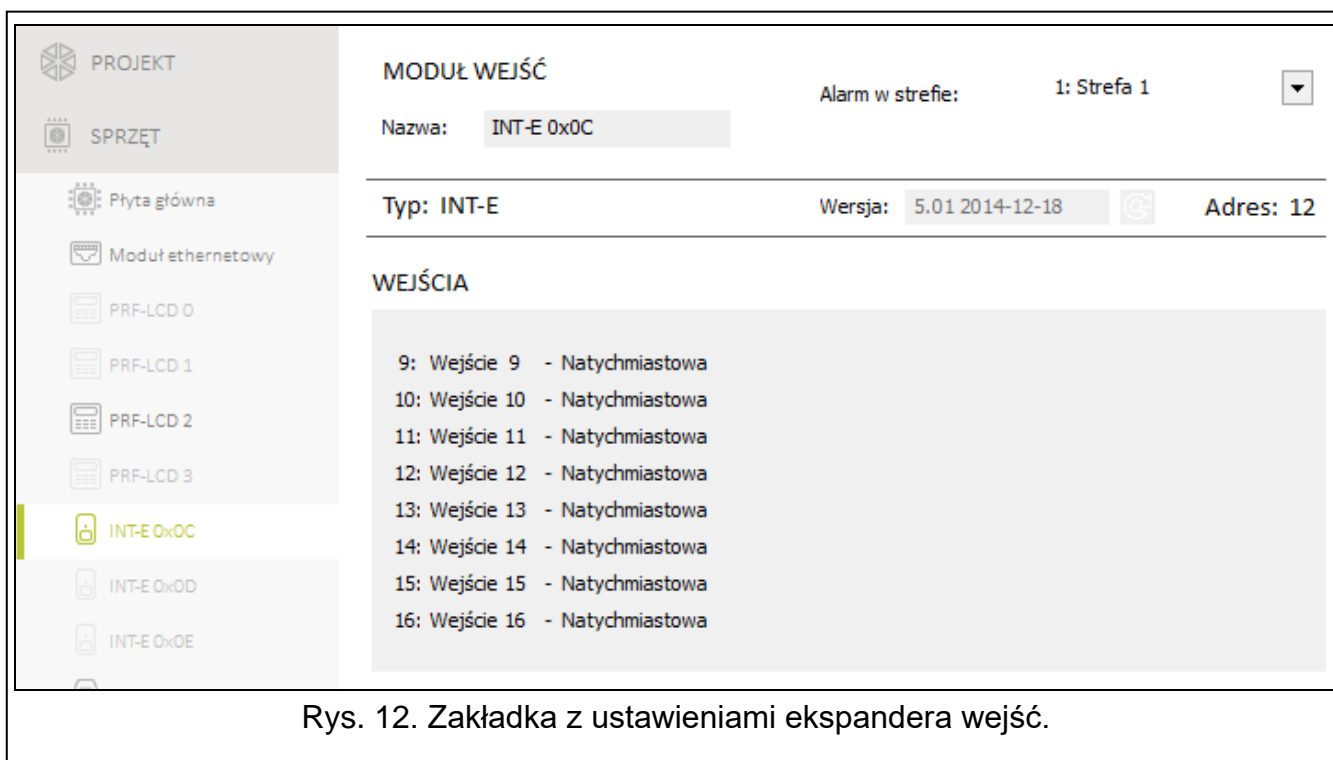 PROJEKT
SPRZĘT
Płyta główna
Moduł ethernetowy
PRF-LCD 0
PRF-LCD 1
PRF-LCD 2
PRF-LCD 3
INT-E 0x0C
INT-E 0x0D
INT-E 0x0E
MODUŁ WEJŚĆ
Alarm w strefie: 1: Strefa 1
Nazwa: INT-E 0x0C
Typ: INT-E Wersja: 5.01 2014-12-18 Adres: 12
WEJŚCIA
9: Wejście 9 - Natychmiastowa
10: Wejście 10 - Natychmiastowa
11: Wejście 11 - Natychmiastowa
12: Wejście 12 - Natychmiastowa
13: Wejście 13 - Natychmiastowa
14: Wejście 14 - Natychmiastowa
15: Wejście 15 - Natychmiastowa
16: Wejście 16 - Natychmiastowa
Rys. 12. Zakładka z ustawieniami ekspandera wejść.